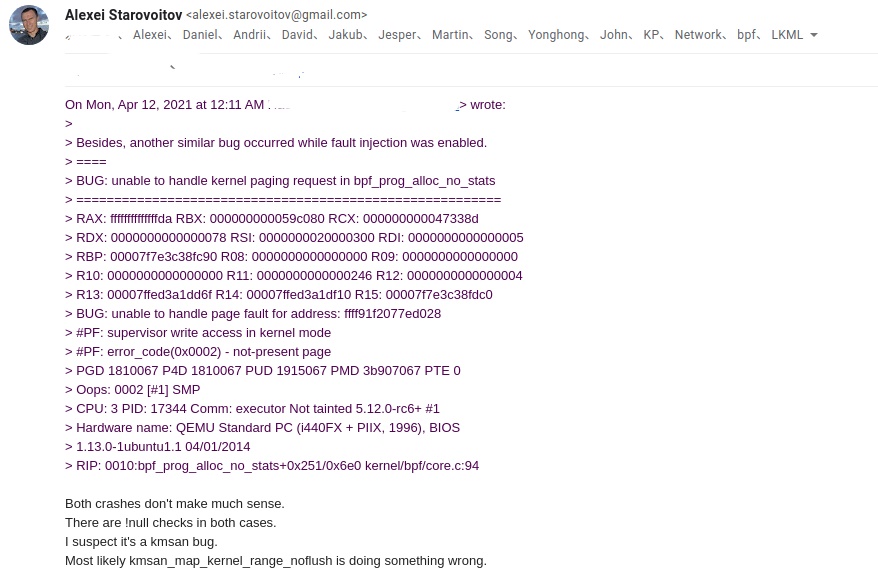 Alexei Starovoitov <alexei.starovoitov@gmail.com>
、 Alexei、 Daniel、 Andrii、 David、 Jakub、 Jesper、 Martin、 Song、 Yonghong、 John、 KP、 Network、 bpf、 LKML
On Mon, Apr 12, 2021 at 12:11 AM > wrote:
>
> Besides, another similar bug occurred while fault injection was enabled.
> ====
> BUG: unable to handle kernel paging request in bpf_prog_alloc_no_stats
> ========================================================
> RAX: ffffffffffffffda RBX: 000000000059c080 RCX: 000000000047338d
> RDX: 0000000000000078 RSI: 0000000020000300 RDI: 0000000000000005
> RBP: 00007f7e3c38fc90 R08: 0000000000000000 R09: 0000000000000000
> R10: 0000000000000000 R11: 0000000000000246 R12: 0000000000000004
> R13: 00007ffed3a1dd6f R14: 00007ffed3a1df10 R15: 00007f7e3c38fdc0
> BUG: unable to handle page fault for address: ffff91f2077ed028
> #PF: supervisor write access in kernel mode
> #PF: error_code(0x0002) - not-present page
> PGD 1810067 P4D 1810067 PUD 1915067 PMD 3b907067 PTE 0
> Oops: 0002 [#1] SMP
> CPU: 3 PID: 17344 Comm: executor Not tainted 5.12.0-rc6+ #1
> Hardware name: QEMU Standard PC (i440FX + PIIX, 1996), BIOS
> 1.13.0-1ubuntu1.1 04/01/2014
> RIP: 0010:bpf_prog_alloc_no_stats+0x251/0x6e0 kernel/bpf/core.c:94
Both crashes don't make much sense.
There are !null checks in both cases.
I suspect it's a kmsan bug.
Most likely kmsan_map_kernel_range_noflush is doing something wrong.